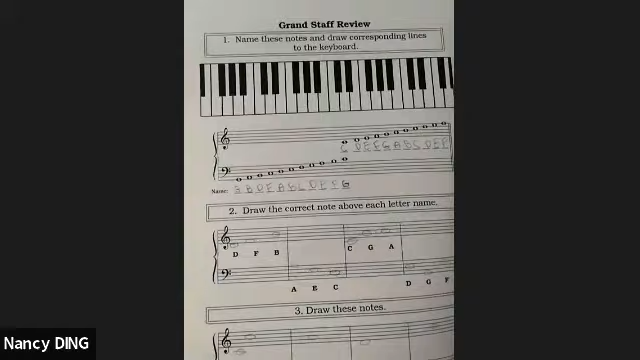 Grand Staff Review
1. Name these notes and draw corresponding lines
to the keyboard.
C D E F G A B C D E F
Name:
2. Draw the correct note above each letter name.
D F B C G A
A E C D G F
3. Draw these notes.
Nancy DING